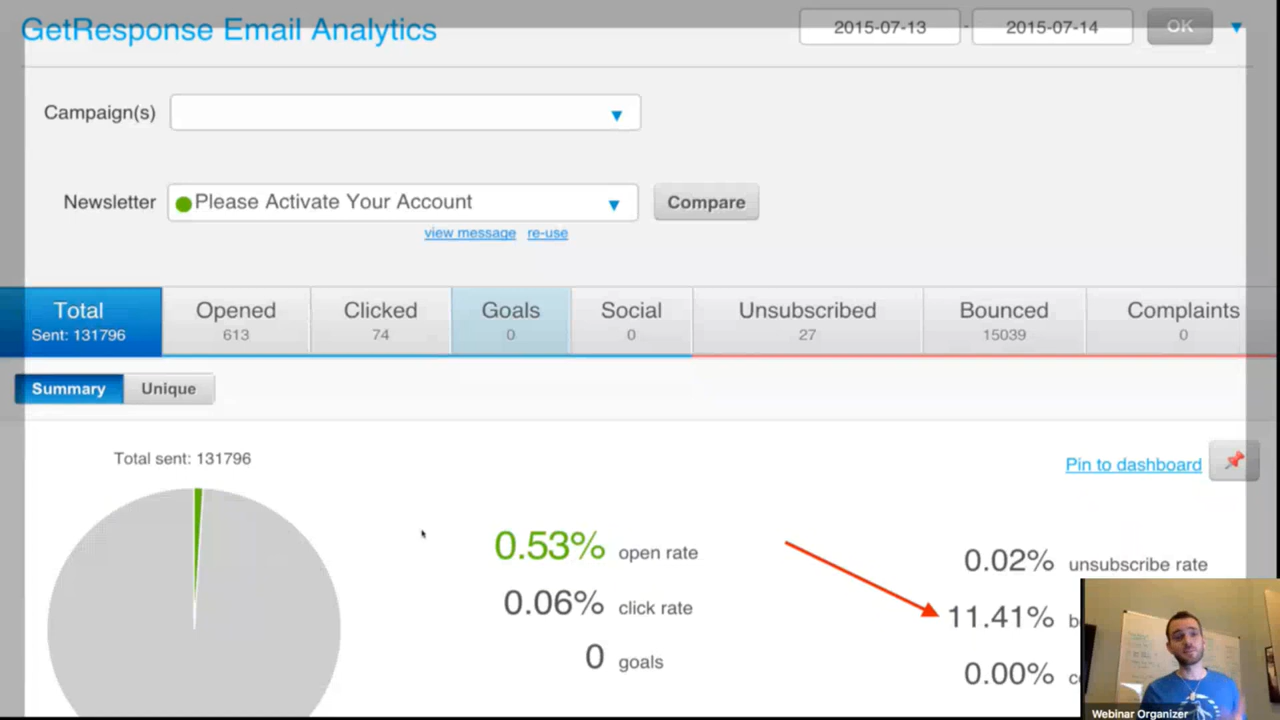 GetResponse Email Analytics
2015-07-13 - 2015-07-14 OK
Campaign(s)
Newsletter Please Activate Your Account Compare
view message re-use
Total Opened Clicked Goals Social Unsubscribed Bounced Complaints
Sent: 131796 613 74 0 0 27 15039 0
Summary Unique
Total sent: 131796
Pin to dashboard
0.53% open rate 0.02% unsubscribe rate
0.06% click rate 11.41% b
0 goals 0.00% c
Webinar Organizer